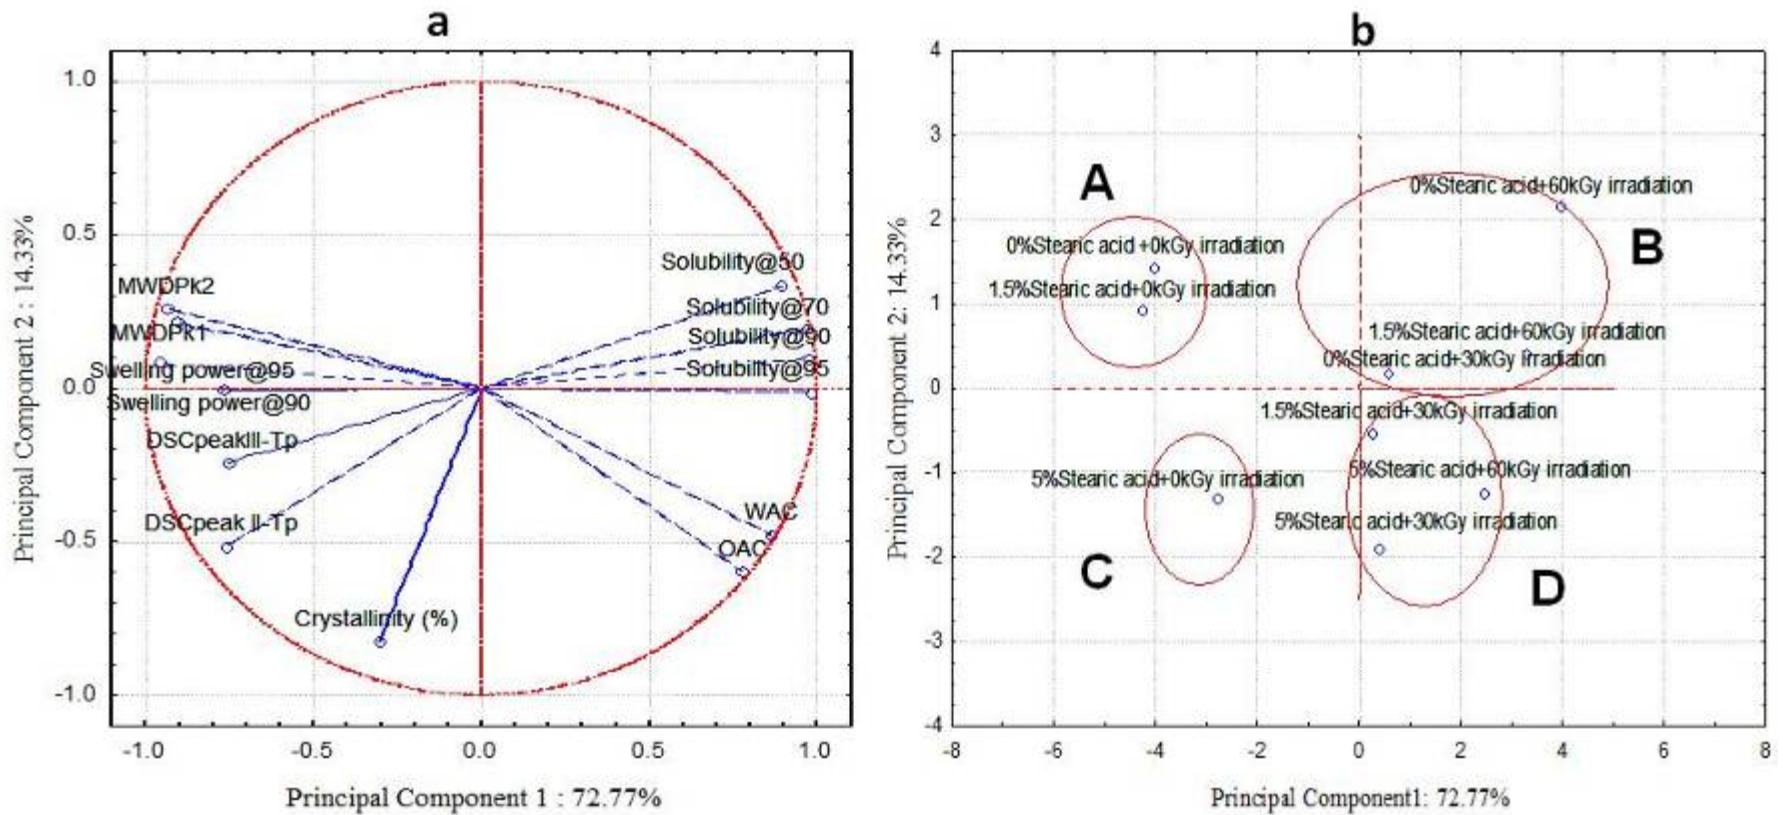 a
1.0
0.5
0.0
-0.5
-1.0
Principal Component 2 : 14.33%
MWDPk2
MWDPk1
Swelling power@95
Swelling power@90
DSCpeakIII-Tp
DSCpeak II-Tp
Crystallinity (%)
Solubility@50
Solubility@70
Solubility@90
Solubility@95
WAC
OAC
-1.0 -0.5 0.0 0.5 1.0
Principal Component 1 : 72.77%
b
4
3
2
1
0
-1
-2
-3
-4
Principal Component 2: 14.33%
A
0%Stearic acid +0kGy irradiation
1.5%Stearic acid+0kGy irradiation
0%Stearic acid+60kGy irradiation
B
1.5%Stearic acid+60kGy irradiation
0%Stearic acid+30kGy irradiation
1.5%Stearic acid+30kGy irradiation
5%Stearic acid+0kGy irradiation
5%Stearic acid+60kGy irradiation
5%Stearic acid+30kGy irradiation
C
D
-8 -6 -4 -2 0 2 4 6 8
Principal Component1: 72.77%